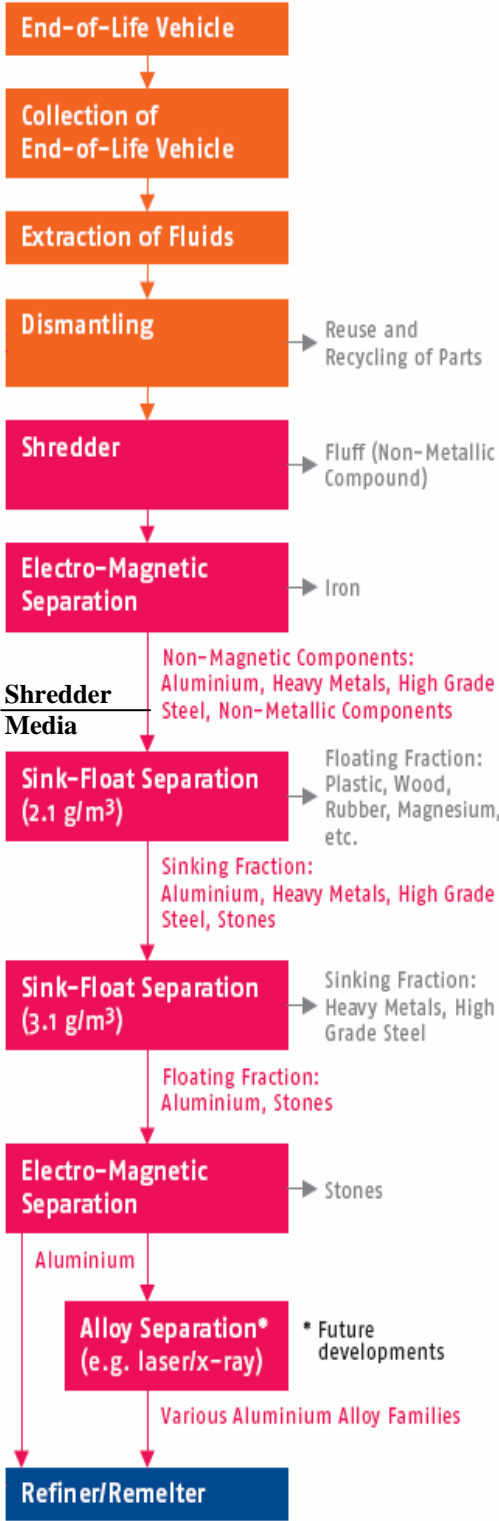 End-of-Life Vehicle
Collection of
End-of-Life Vehicle
Extraction of Fluids
Dismantling
Reuse and
Recycling of Parts
Shredder
Fluff (Non-Metallic
Compound)
Electro-Magnetic
Separation
Iron
Non-Magnetic Components:
Aluminium, Heavy Metals, High Grade
Steel, Non-Metallic Components
Shredder
Media
Sink-Float Separation
(2.1 g/m³)
Floating Fraction:
Plastic, Wood,
Rubber, Magnesium,
etc.
Sinking Fraction:
Aluminium, Heavy Metals, High Grade
Steel, Stones
Sink-Float Separation
(3.1 g/m³)
Sinking Fraction:
Heavy Metals, High
Grade Steel
Floating Fraction:
Aluminium, Stones
Electro-Magnetic
Separation
Stones
Aluminium
Alloy Separation*
(e.g. laser/x-ray)
* Future
developments
Various Aluminium Alloy Families
Refiner/Remelter